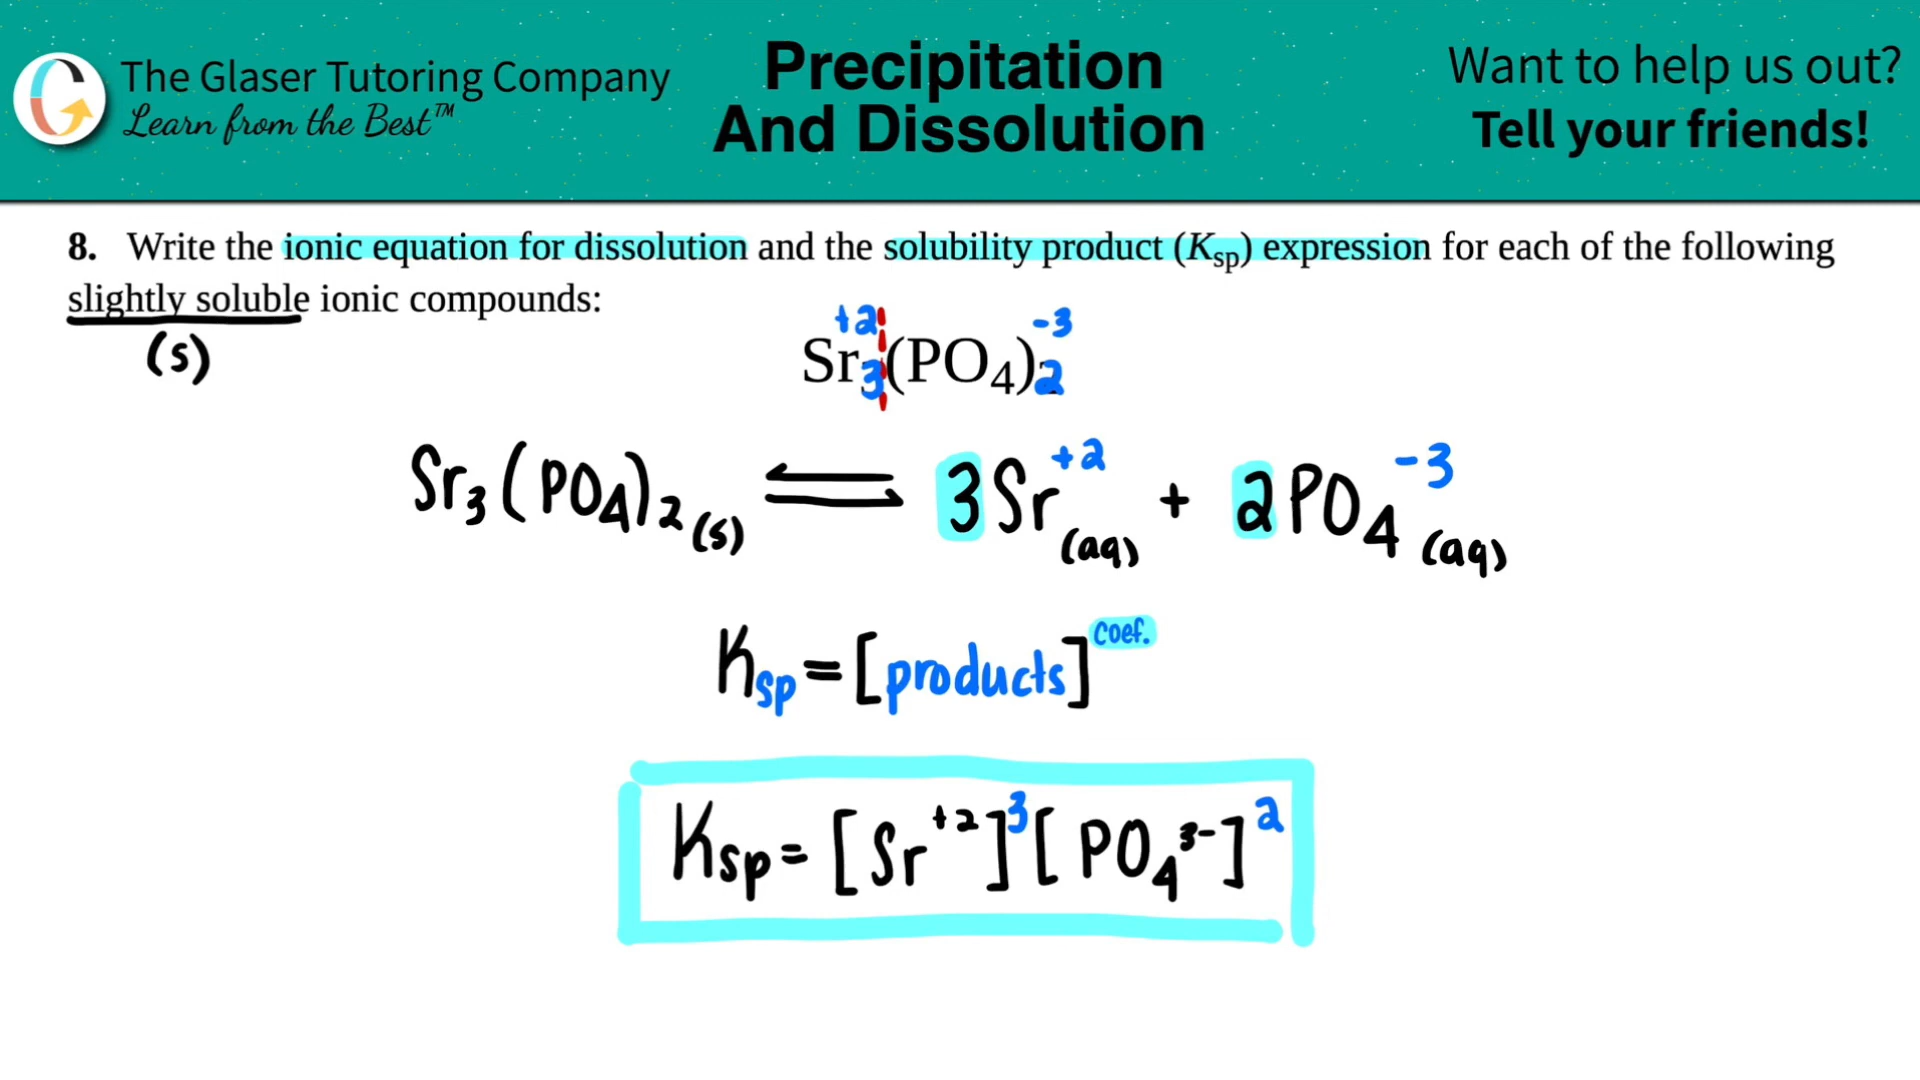 The Glaser Tutoring Company
Learn from the Best™
Precipitation
And Dissolution
Want to help us out?
Tell your friends!
8. Write the ionic equation for dissolution and the solubility product (Ksp) expression for each of the following
slightly soluble ionic compounds:
(s)
+2 -3
Sr3(PO4)2
Sr3(PO4)2(s) ⇌ 3Sr+2(aq) + 2PO4-3(aq)
Ksp=[products]coef.
Ksp=[Sr+2]3[PO43-]2